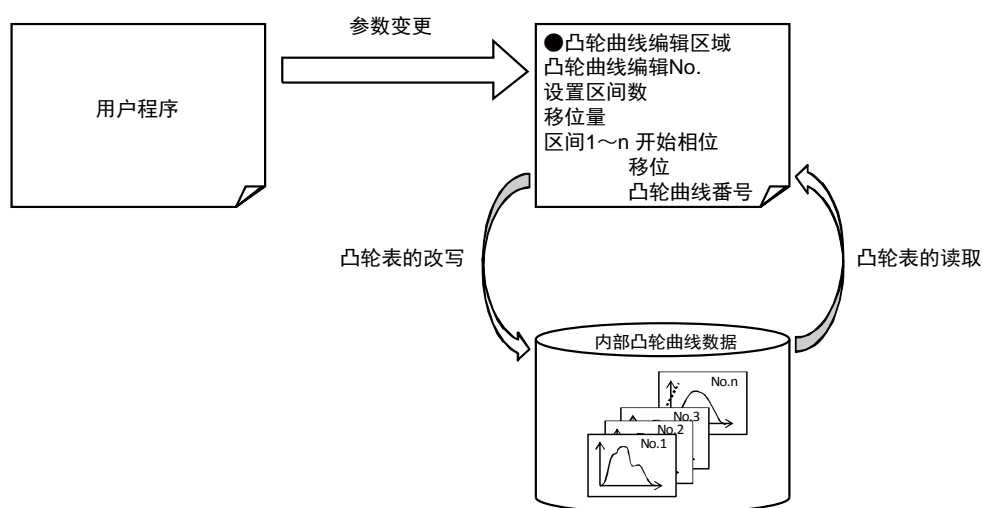 参数变更
用户程序
●凸轮曲线编辑区域
凸轮曲线编辑No.
设置区间数
移位量
区间1～n 开始相位
移位
凸轮曲线番号
凸轮表的改写
凸轮表的读取
内部凸轮曲线数据
No.n
No.3
No.2
No.1